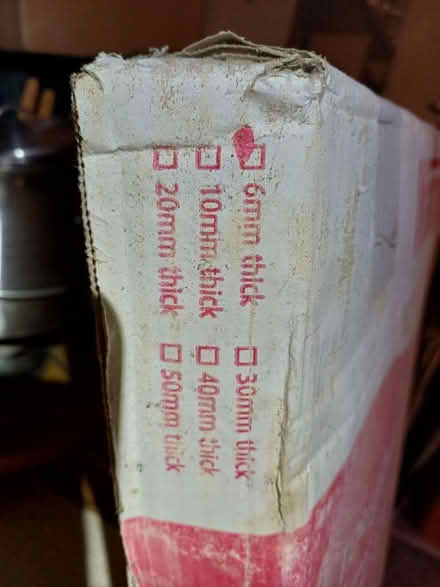 ☑ 6mm thick ☐ 30mm thick
☐ 10mm thick ☐ 40mm thick
☐ 20mm thick ☐ 50mm thick